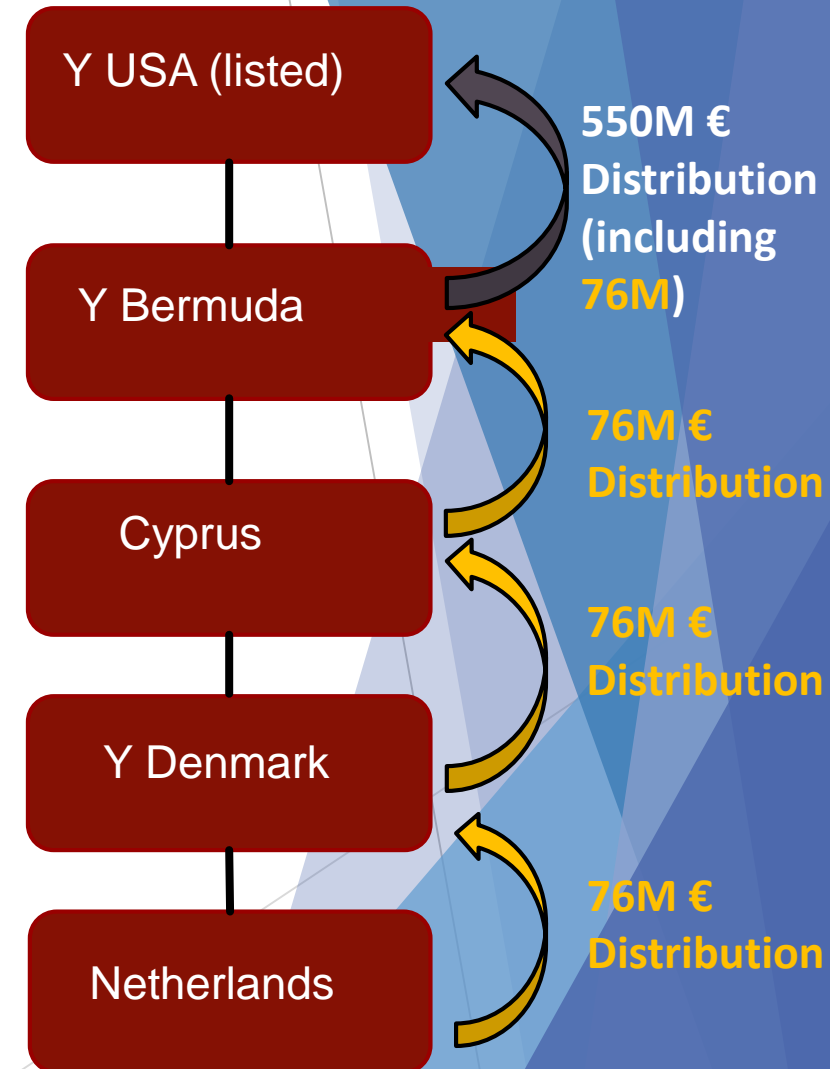 Y USA (listed)
550M €
Distribution
(including
76M)
Y Bermuda
76M €
Distribution
Cyprus
76M €
Distribution
Y Denmark
76M €
Distribution
Netherlands